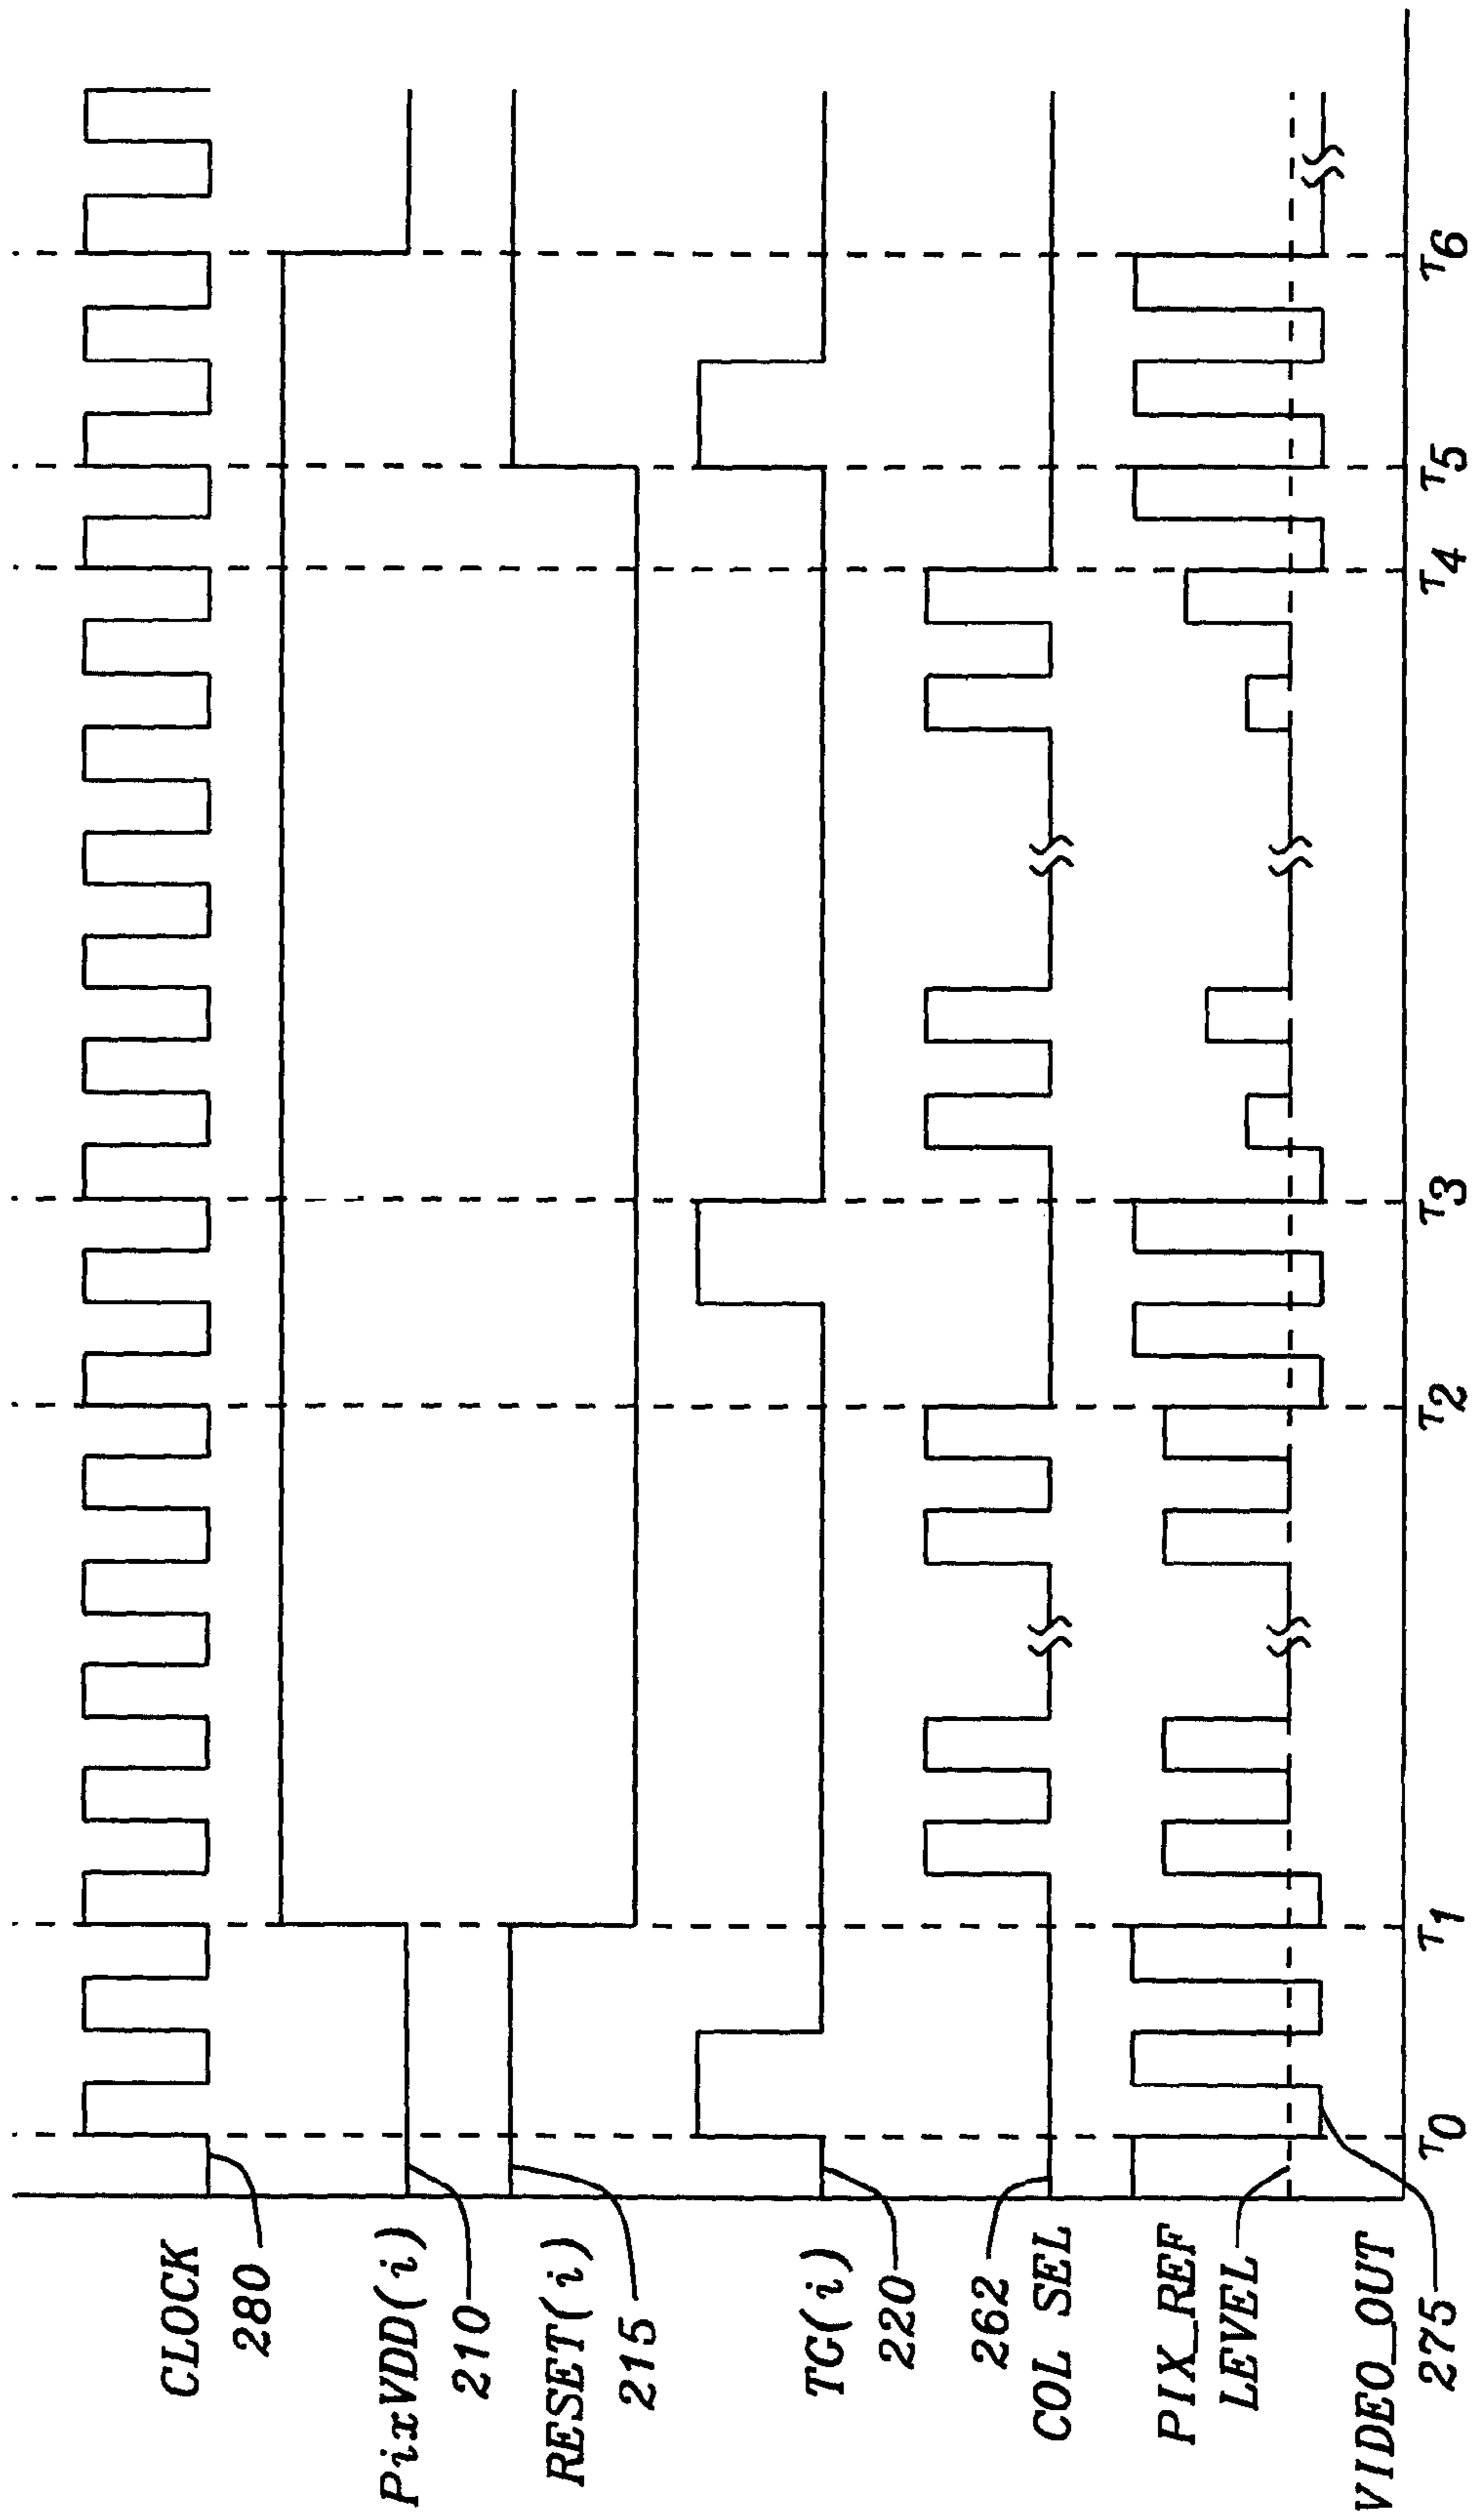 CLOCK
280
PixVDD(i)
210
RESET(i)
215
TG(i)
220
262
COL SEL
PIX_REF
LEVEL
VIDEO_OUT
275
τ0 τ1 τ2 τ3 τ4 τ5 τ6